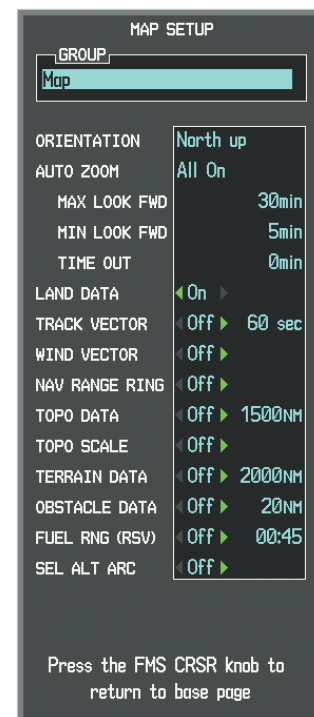 MAP SETUP
GROUP
Map
ORIENTATION North up
AUTO ZOOM All On
MAX LOOK FWD 30min
MIN LOOK FWD 5min
TIME OUT 0min
LAND DATA On
TRACK VECTOR Off 60 sec
WIND VECTOR Off
NAV RANGE RING Off
TOPO DATA Off 1500NM
TOPO SCALE Off
TERRAIN DATA Off 2000NM
OBSTACLE DATA Off 20NM
FUEL RNG (RSV) Off 00:45
SEL ALT ARC Off
Press the FMS CRSR knob to
return to base page